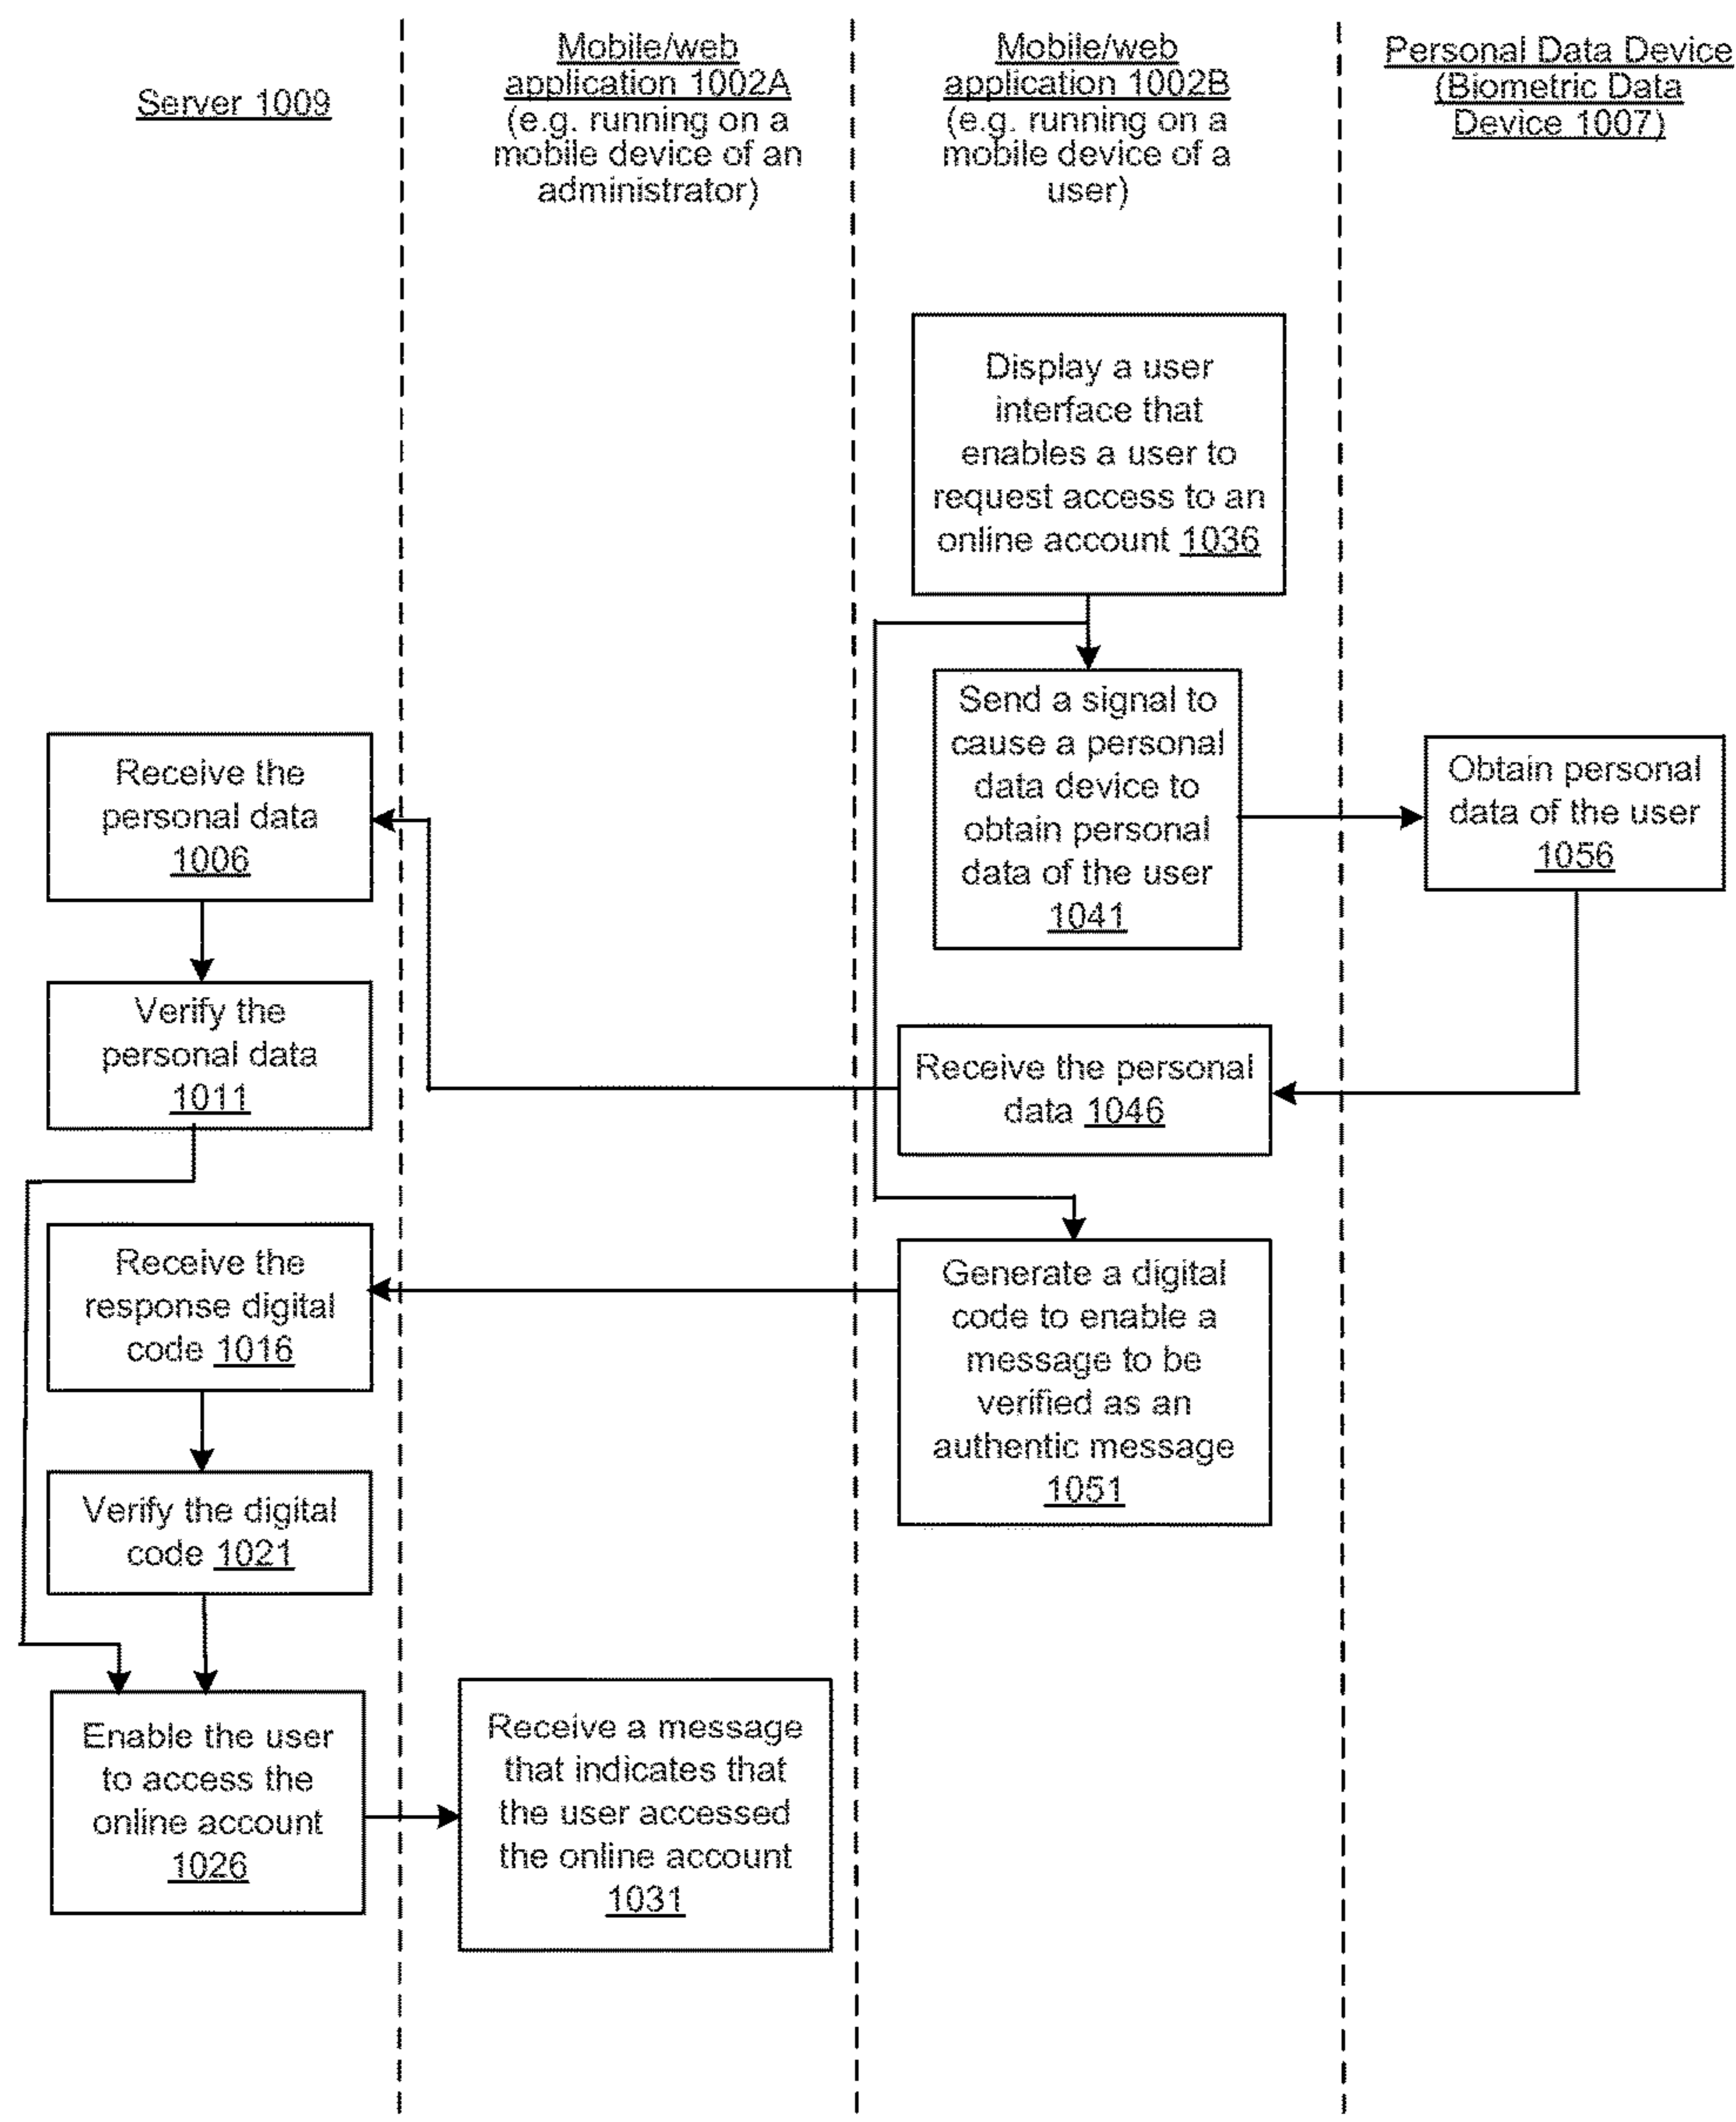 Server 1009
Mobile/web
application 1002A
(e.g. running on a
mobile device of an
administrator)
Mobile/web
application 1002B
(e.g. running on a
mobile device of a
user)
Personal Data Device
(Biometric Data
Device 1007)
Display a user
interface that
enables a user to
request access to an
online account 1036
Send a signal to
cause a personal
data device to
obtain personal
data of the user
1041
Obtain personal
data of the user
1056
Receive the
personal data
1006
Verify the
personal data
1011
Receive the personal
data 1046
Receive the
response digital
code 1016
Generate a digital
code to enable a
message to be
verified as an
authentic message
1051
Verify the digital
code 1021
Enable the user
to access the
online account
1026
Receive a message
that indicates that
the user accessed
the online account
1031